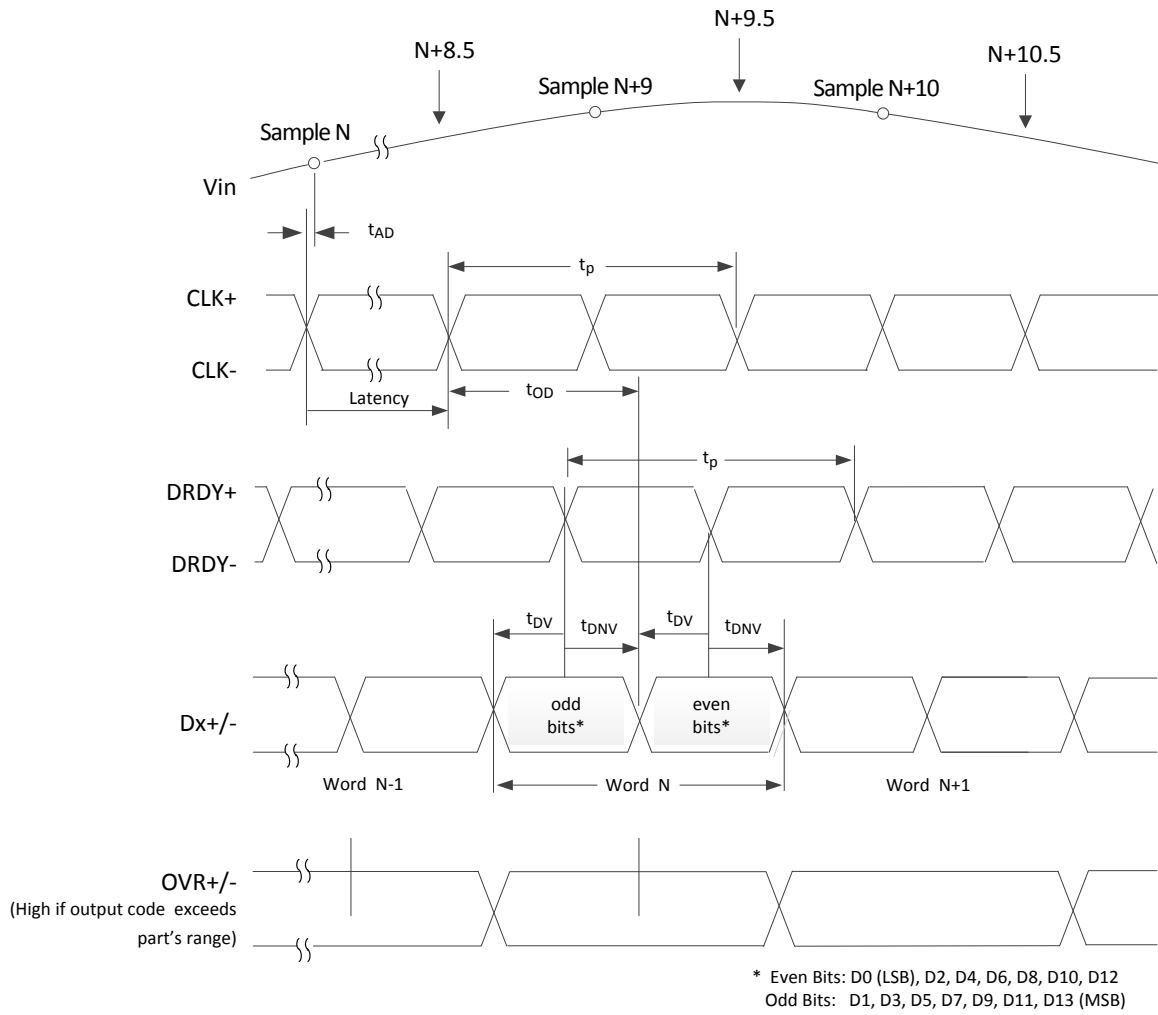 N+9.5
N+8.5
N+10.5
Sample N+9
Sample N+10
Sample N
Vin
tAD
tp
CLK+
CLK-
tOD
Latency
tp
DRDY+
DRDY-
tDV
tDNV
tDV
tDNV
odd
bits*
even
bits*
Dx+/-
Word N-1
Word N
Word N+1
OVR+/-
(High if output code exceeds
part's range)
* Even Bits: D0 (LSB), D2, D4, D6, D8, D10, D12
Odd Bits: D1, D3, D5, D7, D9, D11, D13 (MSB)